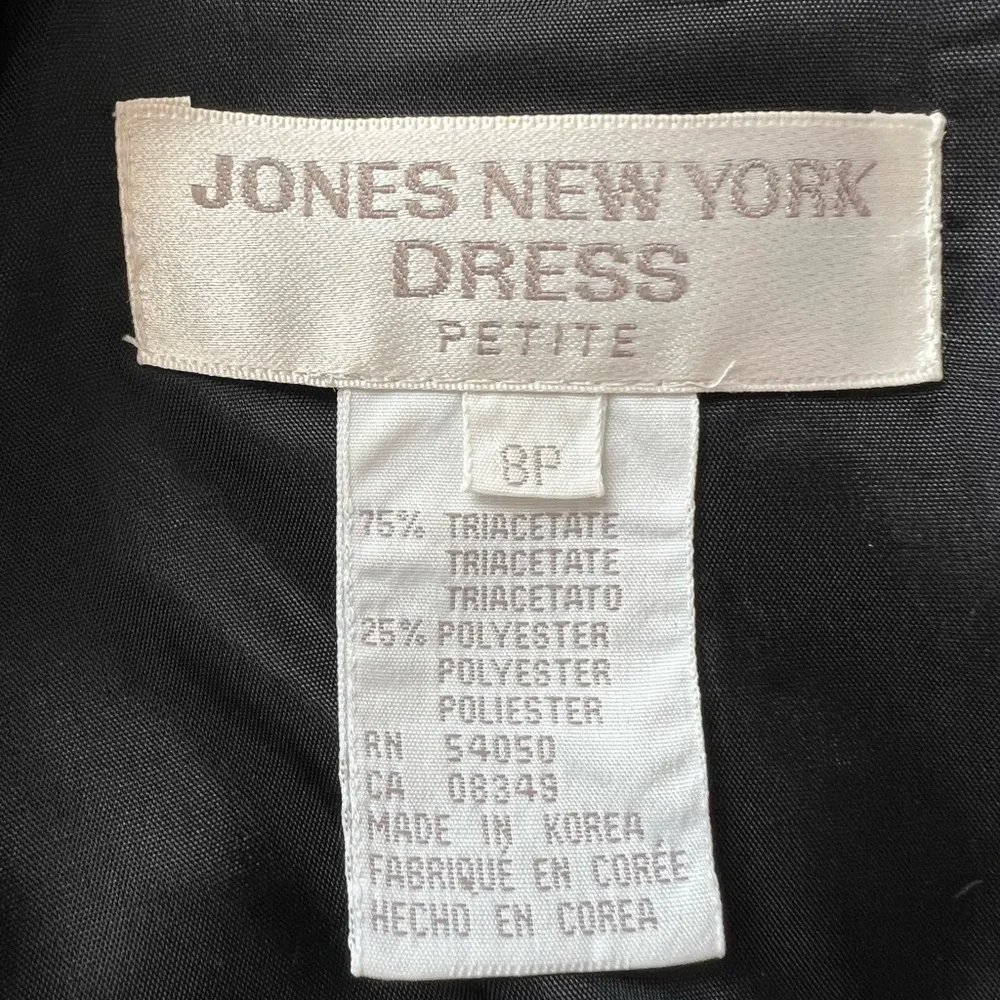 JONES NEW YORK
DRESS
PETITE
8P
75% TRIACETATE
TRIACETATE
TRIACETATO
25% POLYESTER
POLYESTER
POLIESTER
RN 54050
CA 08349
MADE IN KOREA
FABRIQUÉ EN CORÉE
HECHO EN COREA